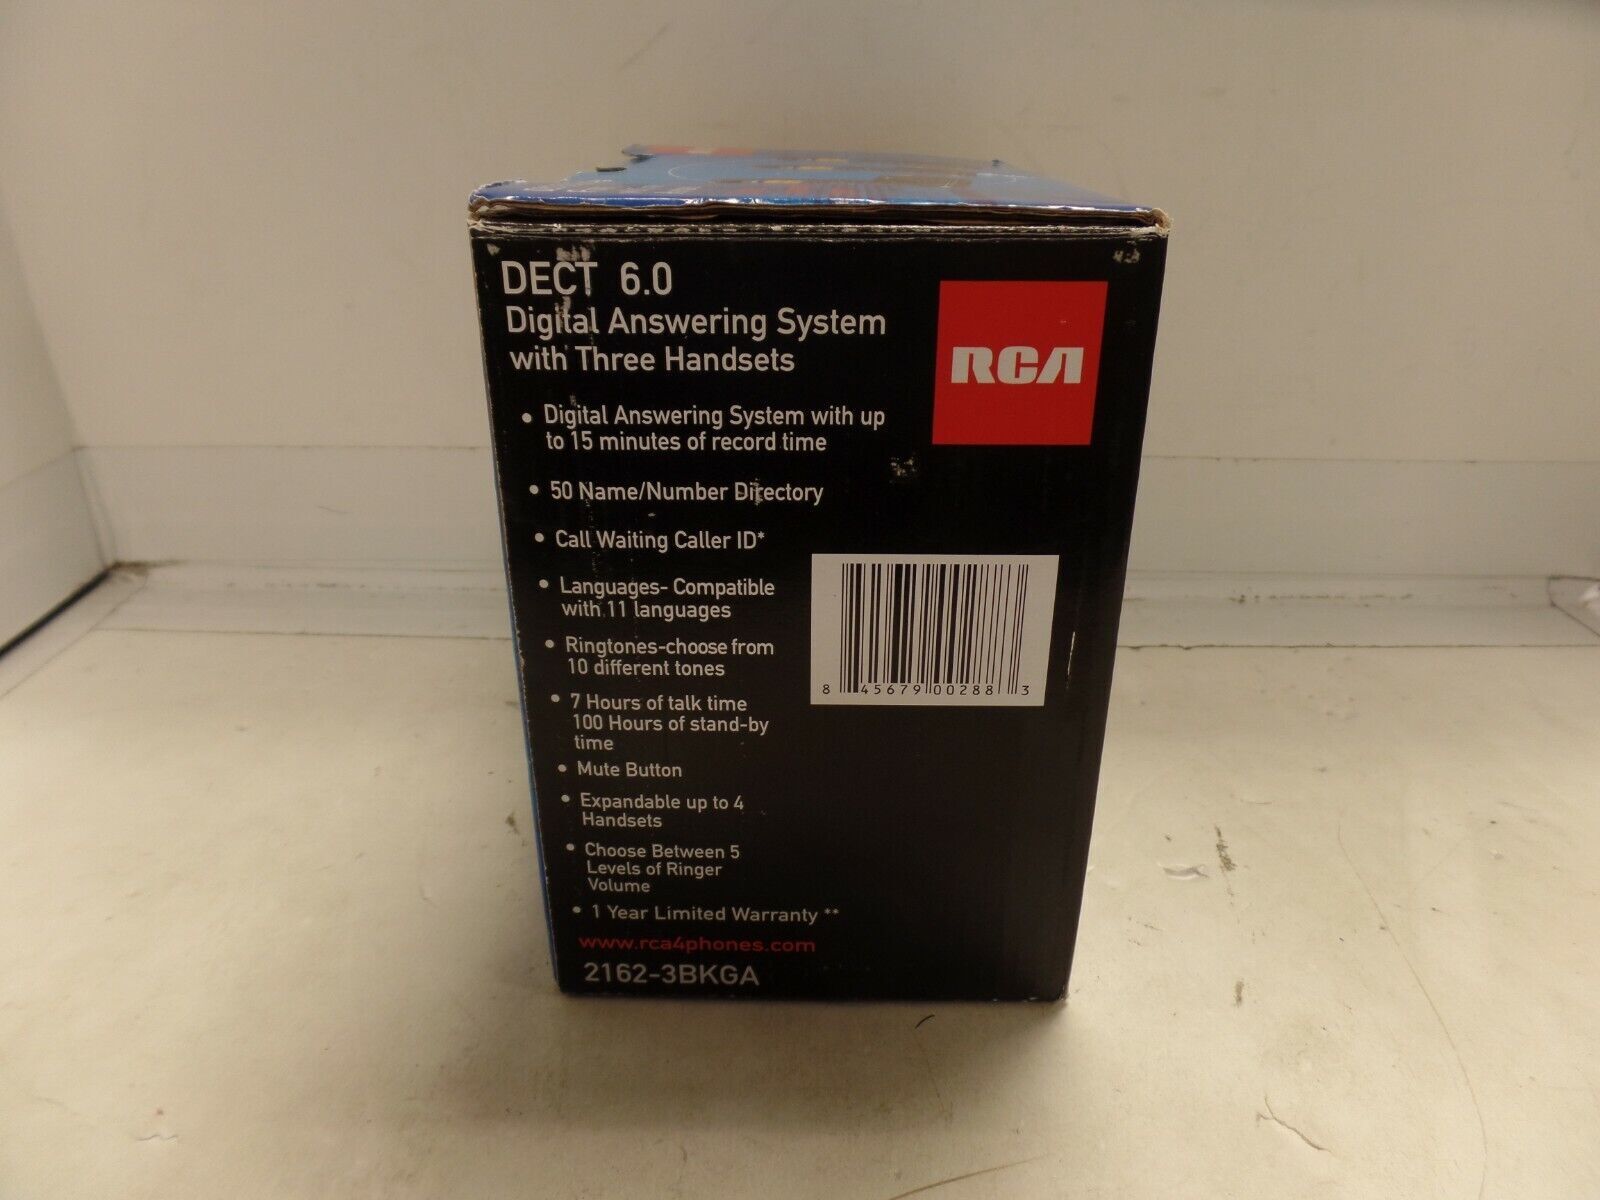 DECT 6.0
Digital Answering System
with Three Handsets
RCA
• Digital Answering System with up
to 15 minutes of record time
• 50 Name/Number Directory
• Call Waiting Caller ID*
• Languages- Compatible
with 11 languages
• Ringtones-choose from
10 different tones
• 7 Hours of talk time
100 Hours of stand-by
time
• Mute Button
• Expandable up to 4
Handsets
• Choose Between 5
Levels of Ringer
Volume
• 1 Year Limited Warranty **
www.rca4phones.com
2162-3BKGA
8 45679 00288 3